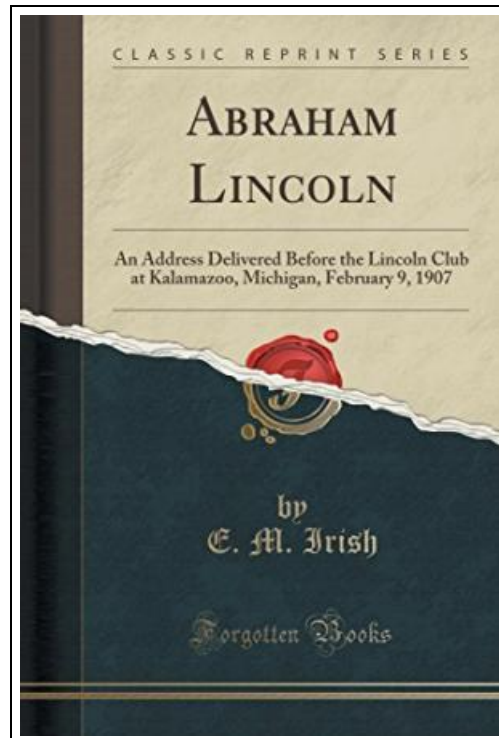 CLASSIC REPRINT SERIES
ABRAHAM
LINCOLN
An Address Delivered Before the Lincoln Club
at Kalamazoo, Michigan, February 9, 1907
by
E. M. Irish
Forgotten Books